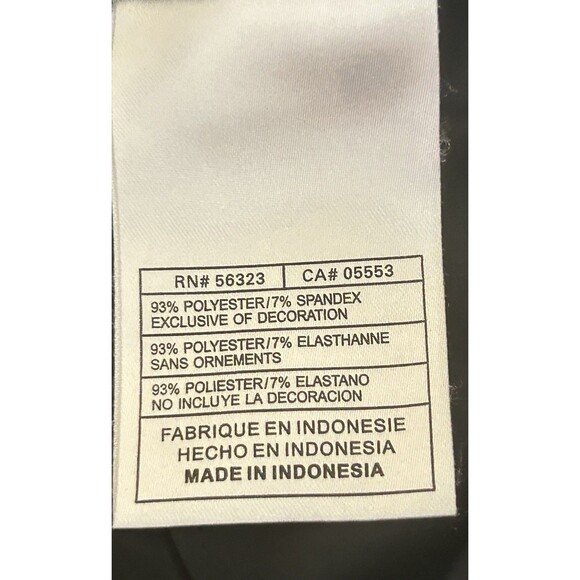 RN# 56323 CA# 05553
93% POLYESTER/7% SPANDEX
EXCLUSIVE OF DECORATION
93% POLYESTER/7% ELASTHANNE
SANS ORNEMENTS
93% POLIESTER/7% ELASTANO
NO INCLUYE LA DECORACION
FABRIQUE EN INDONESIE
HECHO EN INDONESIA
MADE IN INDONESIA